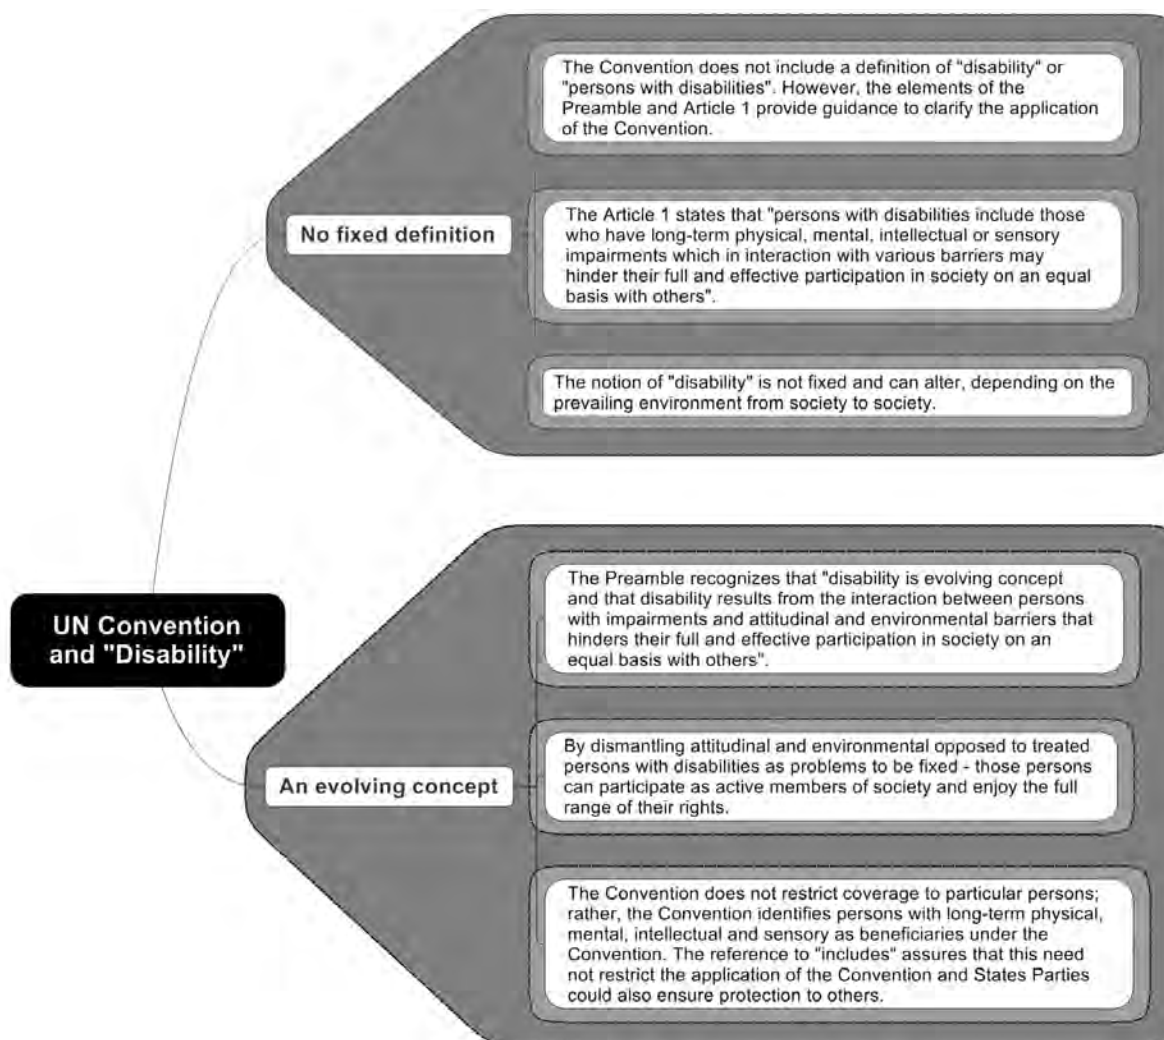 The Convention does not include a definition of "disability" or
"persons with disabilities". However, the elements of the
Preamble and Article 1 provide guidance to clarify the application
of the Convention.
No fixed definition
The Article 1 states that "persons with disabilities include those
who have long-term physical, mental, intellectual or sensory
impairments which in interaction with various barriers may
hinder their full and effective participation in society on an equal
basis with others".
The notion of "disability" is not fixed and can alter, depending on the
prevailing environment from society to society.
UN Convention
and "Disability"
The Preamble recognizes that "disability is evolving concept
and that disability results from the interaction between persons
with impairments and attitudinal and environmental barriers that
hinders their full and effective participation in society on an
equal basis with others".
An evolving concept
By dismantling attitudinal and environmental opposed to treated
persons with disabilities as problems to be fixed - those persons
can participate as active members of society and enjoy the full
range of their rights.
The Convention does not restrict coverage to particular persons;
rather, the Convention identifies persons with long-term physical,
mental, intellectual and sensory as beneficiaries under the
Convention. The reference to "includes" assures that this need
not restrict the application of the Convention and States Parties
could also ensure protection to others.